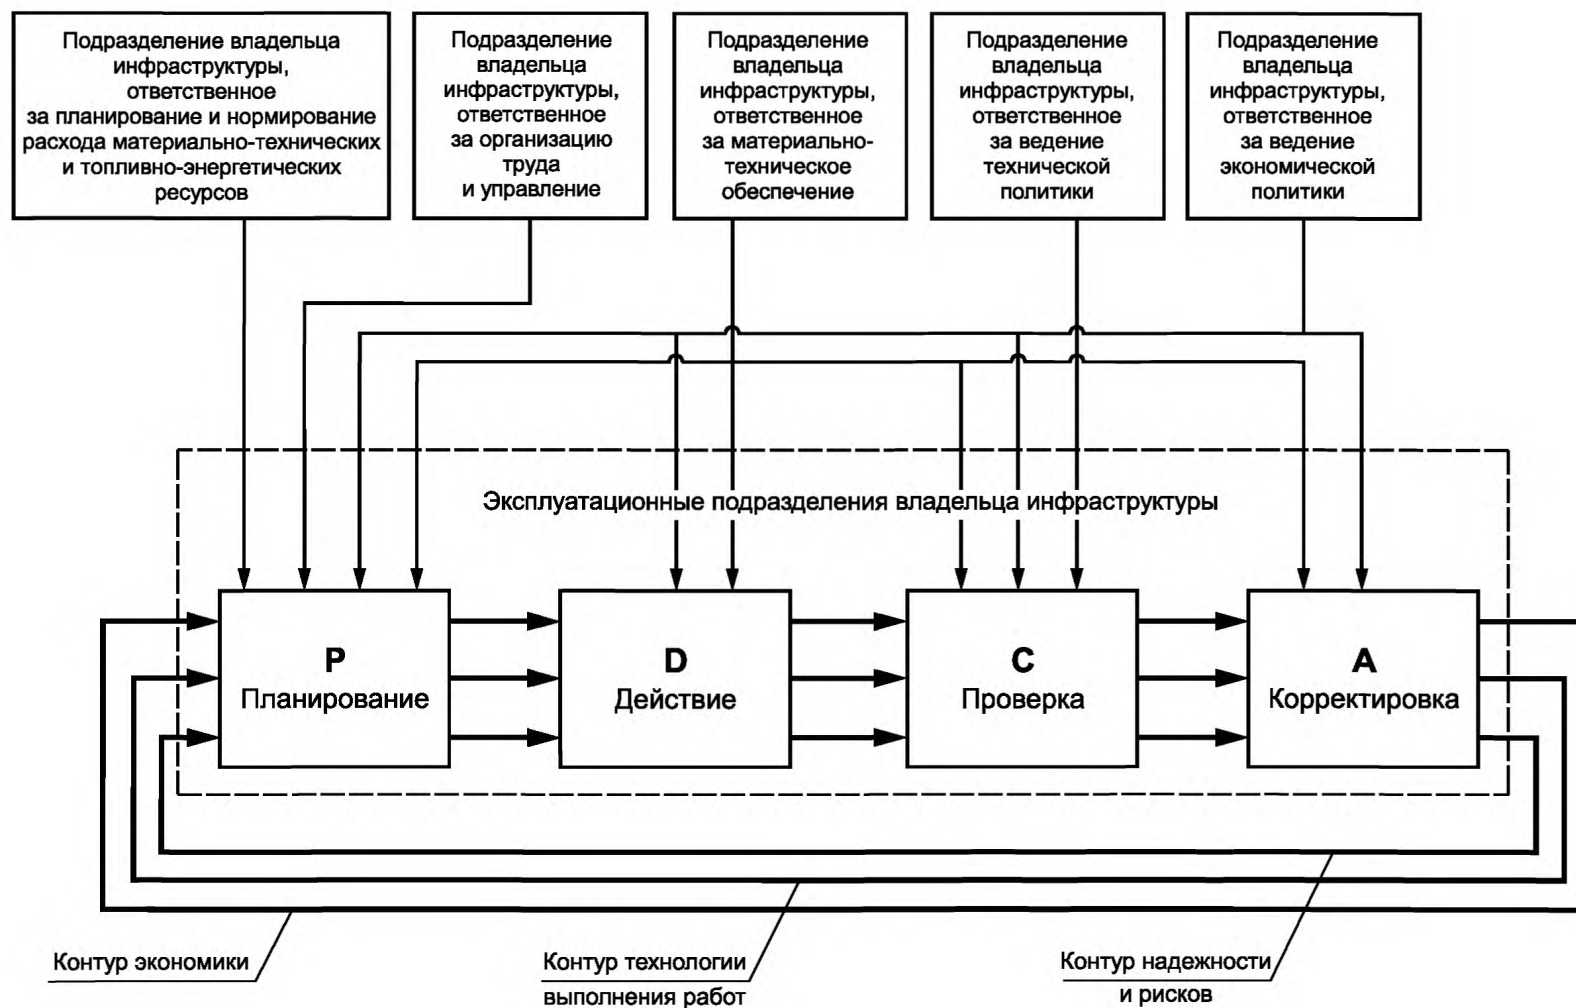 Подразделение владельца
инфраструктуры,
ответственное
за планирование и нормирование
расхода материально-технических
и топливно-энергетических
ресурсов
Подразделение
владельца
инфраструктуры,
ответственное
за организацию
труда
и управление
Подразделение
владельца
инфраструктуры,
ответственное
за материально-
техническое
обеспечение
Подразделение
владельца
инфраструктуры,
ответственное
за ведение
технической
политики
Подразделение
владельца
инфраструктуры,
ответственное
за ведение
экономической
политики
Эксплуатационные подразделения владельца инфраструктуры
P
Планирование
D
Действие
C
Проверка
A
Корректировка
Контур экономики
Контур технологии
выполнения работ
Контур надежности
и рисков